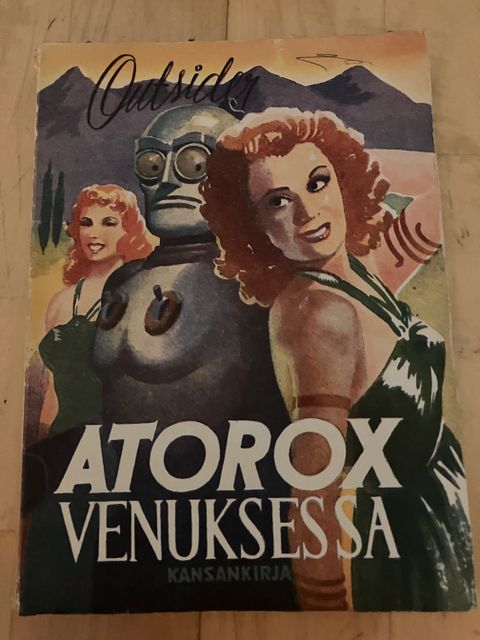 Outsider
ATOROX
VENUKSESSA
KANSANKIRJA